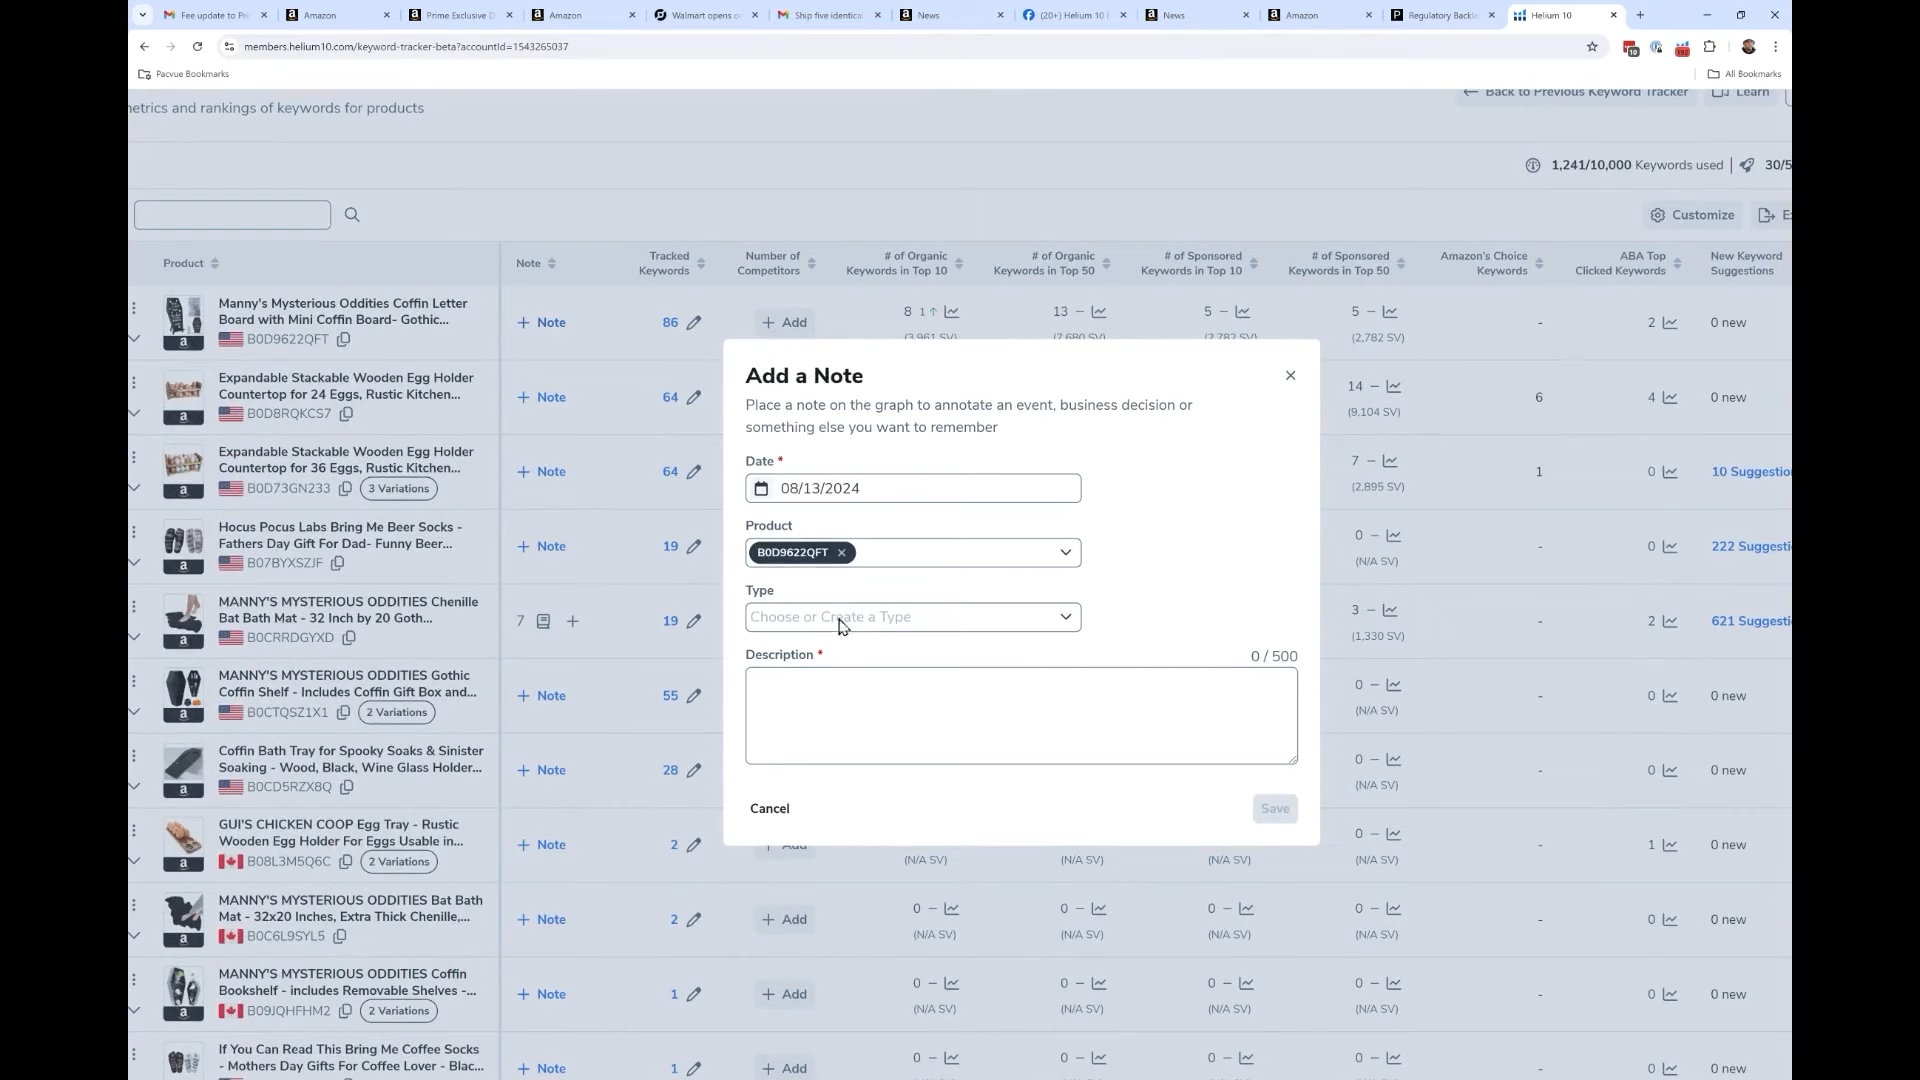 Fee update to Pri
Amazon
Prime Exclusive D
Amazon
Walmart opens o
Ship five identica
News
(20+) Helium 10
News
Amazon
Regulatory Backl
Helium 10
members.helium10.com/keyword-tracker-beta?accountId=1543265037
10
192
Pacvue Bookmarks
All Bookmarks
metrics and rankings of keywords for products
Back to Previous Keyword Tracker
Learn
1,241/10,000 Keywords used
30/5
Customize
Ex
Product
Note
Tracked Keywords
Number of Competitors
# of Organic Keywords in Top 10
# of Organic Keywords in Top 50
# of Sponsored Keywords in Top 10
# of Sponsored Keywords in Top 50
Amazon's Choice Keywords
ABA Top Clicked Keywords
New Keyword Suggestions
Manny's Mysterious Oddities Coffin Letter
Board with Mini Coffin Board- Gothic...
B0D9622QFT
+ Note
86
+ Add
8 1↑
(3,961 SV)
13 –
(7,680 SV)
5 –
(2,782 SV)
5 –
(2,782 SV)
-
2
0 new
Expandable Stackable Wooden Egg Holder
Countertop for 24 Eggs, Rustic Kitchen...
B0D8RQKCS7
+ Note
64
14 –
(9,104 SV)
6
4
0 new
Expandable Stackable Wooden Egg Holder
Countertop for 36 Eggs, Rustic Kitchen...
B0D73GN233
3 Variations
+ Note
64
7 –
(2,895 SV)
1
0
10 Suggestio
Hocus Pocus Labs Bring Me Beer Socks -
Fathers Day Gift For Dad- Funny Beer...
B07BYXSZJF
+ Note
19
0 –
(N/A SV)
-
0
222 Suggesti
MANNY'S MYSTERIOUS ODDITIES Chenille
Bat Bath Mat - 32 Inch by 20 Goth...
B0CRRDGYXD
7
+
19
3 –
(1,330 SV)
-
2
621 Suggesti
MANNY'S MYSTERIOUS ODDITIES Gothic
Coffin Shelf - Includes Coffin Gift Box and...
B0CTQSZ1X1
2 Variations
+ Note
55
0 –
(N/A SV)
-
0
0 new
Coffin Bath Tray for Spooky Soaks & Sinister
Soaking - Wood, Black, Wine Glass Holder...
B0CD5RZX8Q
+ Note
28
0 –
(N/A SV)
-
0
0 new
GUI'S CHICKEN COOP Egg Tray - Rustic
Wooden Egg Holder For Eggs Usable in...
B08L3M5Q6C
2 Variations
+ Note
2
+ Add
(N/A SV)
(N/A SV)
(N/A SV)
0 –
(N/A SV)
-
1
0 new
MANNY'S MYSTERIOUS ODDITIES Bat Bath
Mat - 32x20 Inches, Extra Thick Chenille,...
B0C6L9SYL5
+ Note
2
+ Add
0 –
(N/A SV)
0 –
(N/A SV)
0 –
(N/A SV)
0 –
(N/A SV)
-
0
0 new
MANNY'S MYSTERIOUS ODDITIES Coffin
Bookshelf - includes Removable Shelves -...
B09JQHFHM2
2 Variations
+ Note
1
+ Add
0 –
(N/A SV)
0 –
(N/A SV)
0 –
(N/A SV)
0 –
(N/A SV)
-
0
0 new
If You Can Read This Bring Me Coffee Socks
- Mothers Day Gifts For Coffee Lover - Blac...
+ Note
1
+ Add
0 –
0 –
0 –
0 –
-
0
0 new
Add a Note
Place a note on the graph to annotate an event, business decision or
something else you want to remember
Date *
08/13/2024
Product
B0D9622QFT
Type
Choose or Create a Type
Description *
0 / 500
Cancel
Save